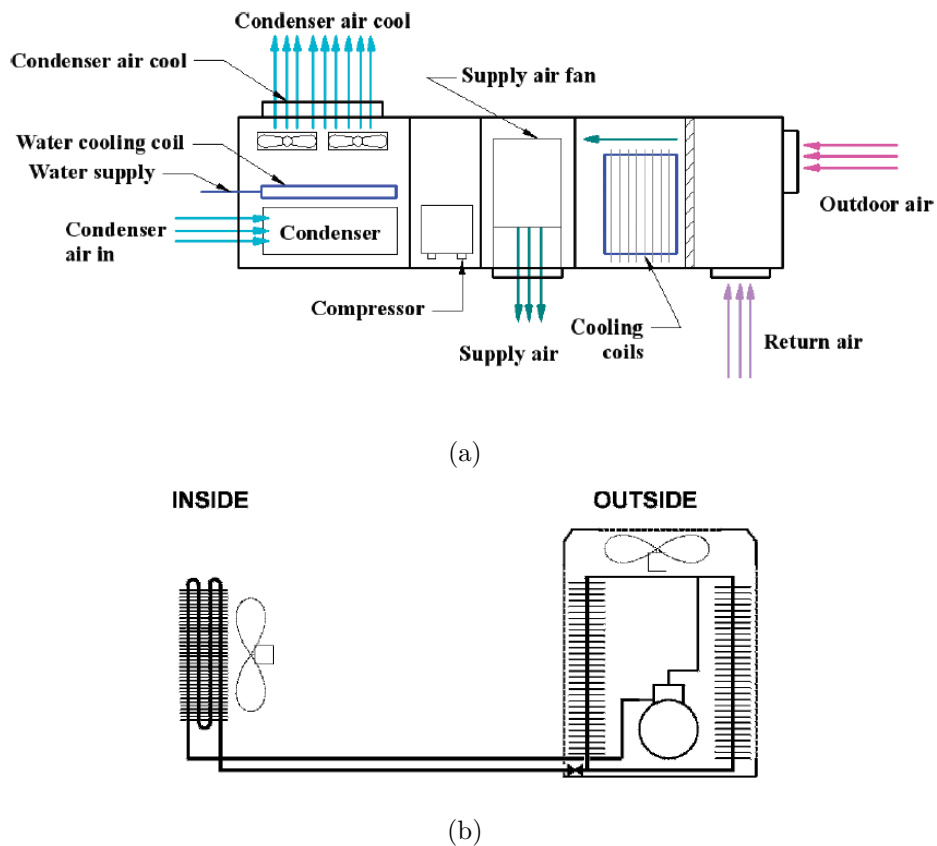 Condenser air cool
Condenser air cool
Supply air fan
Water cooling coil
Water supply
Outdoor air
Condenser
air in
Condenser
Compressor
Supply air
Cooling
coils
Return air
(a)
INSIDE
OUTSIDE
(b)